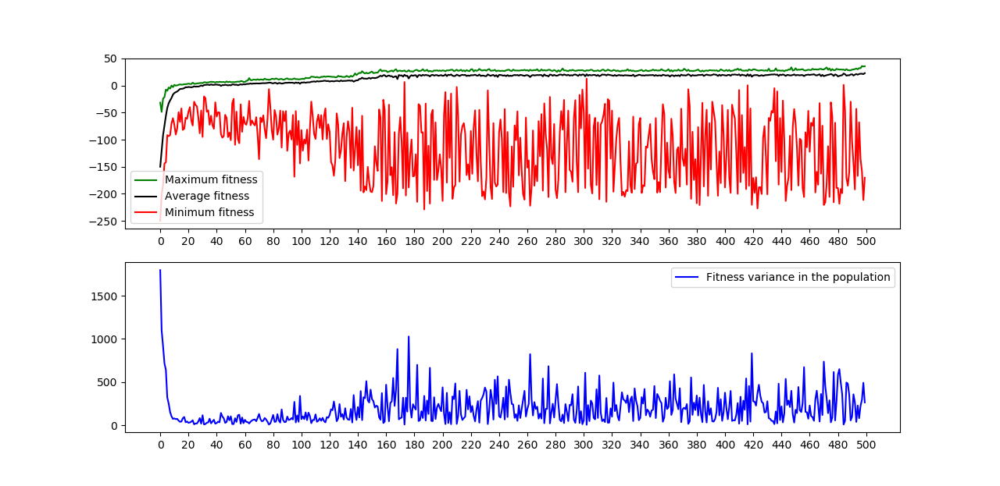 50
0
−50
−100
−150
−200
−250
Maximum fitness
Average fitness
Minimum fitness
0 20 40 60 80 100 120 140 160 180 200 220 240 260 280 300 320 340 360 380 400 420 440 460 480 500
Fitness variance in the population
1500
1000
500
0
0 20 40 60 80 100 120 140 160 180 200 220 240 260 280 300 320 340 360 380 400 420 440 460 480 500